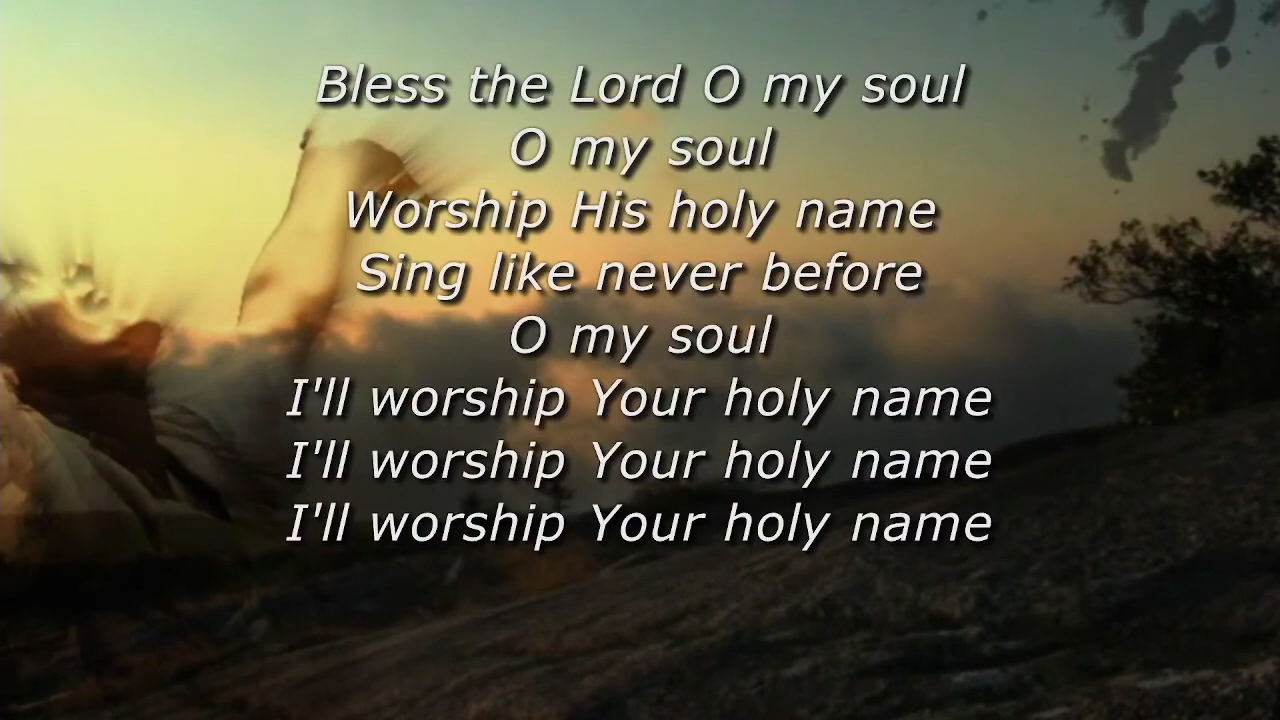 Bless the Lord O my soul
O my soul
Worship His holy name
Sing like never before
O my soul
I'll worship Your holy name
I'll worship Your holy name
I'll worship Your holy name